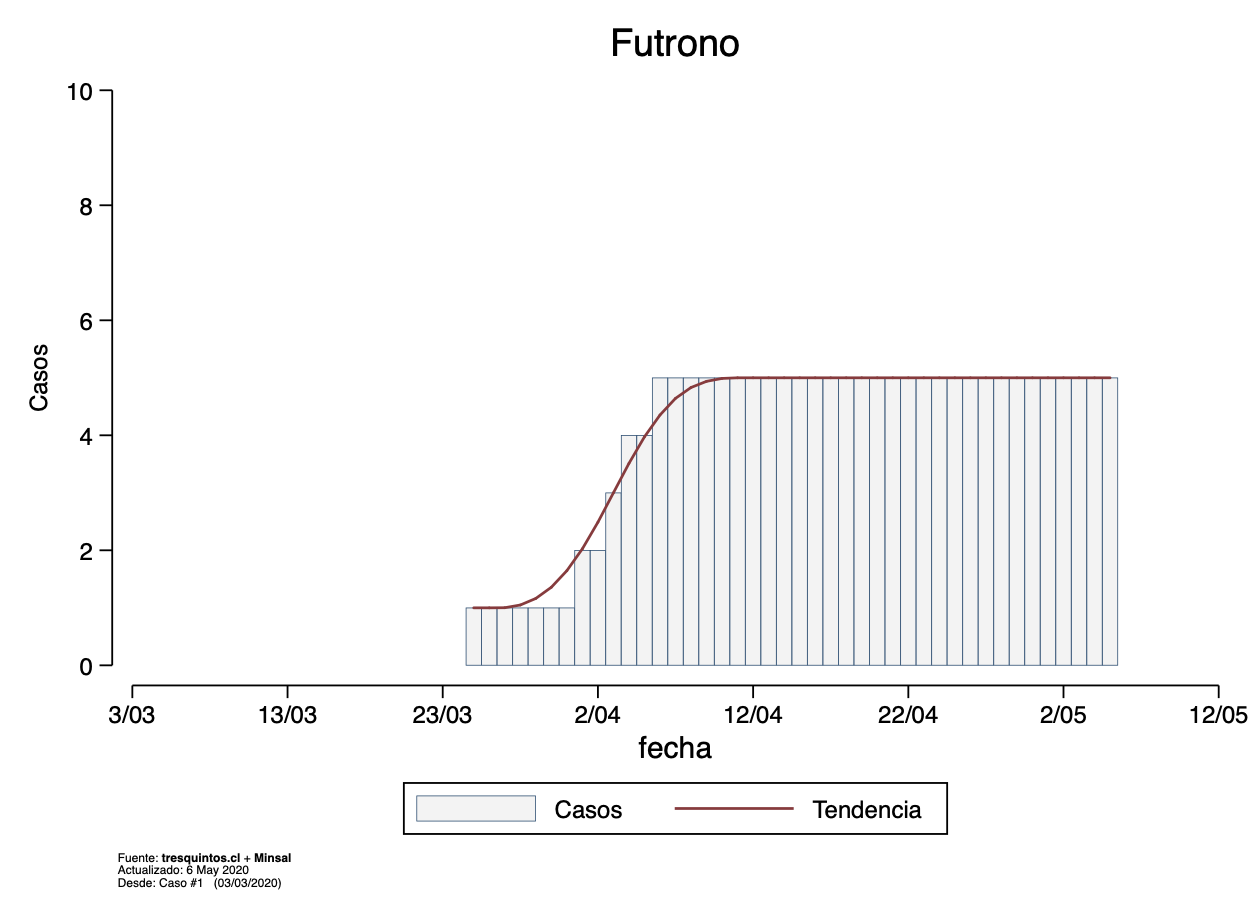 Futrono
10
8
6
4
2
0
Casos
3/03 13/03 23/03 2/04 12/04 22/04 2/05 12/05
fecha
Casos Tendencia
Fuente: tresquintos.cl + Minsal
Actualizado: 6 May 2020
Desde: Caso #1 (03/03/2020)